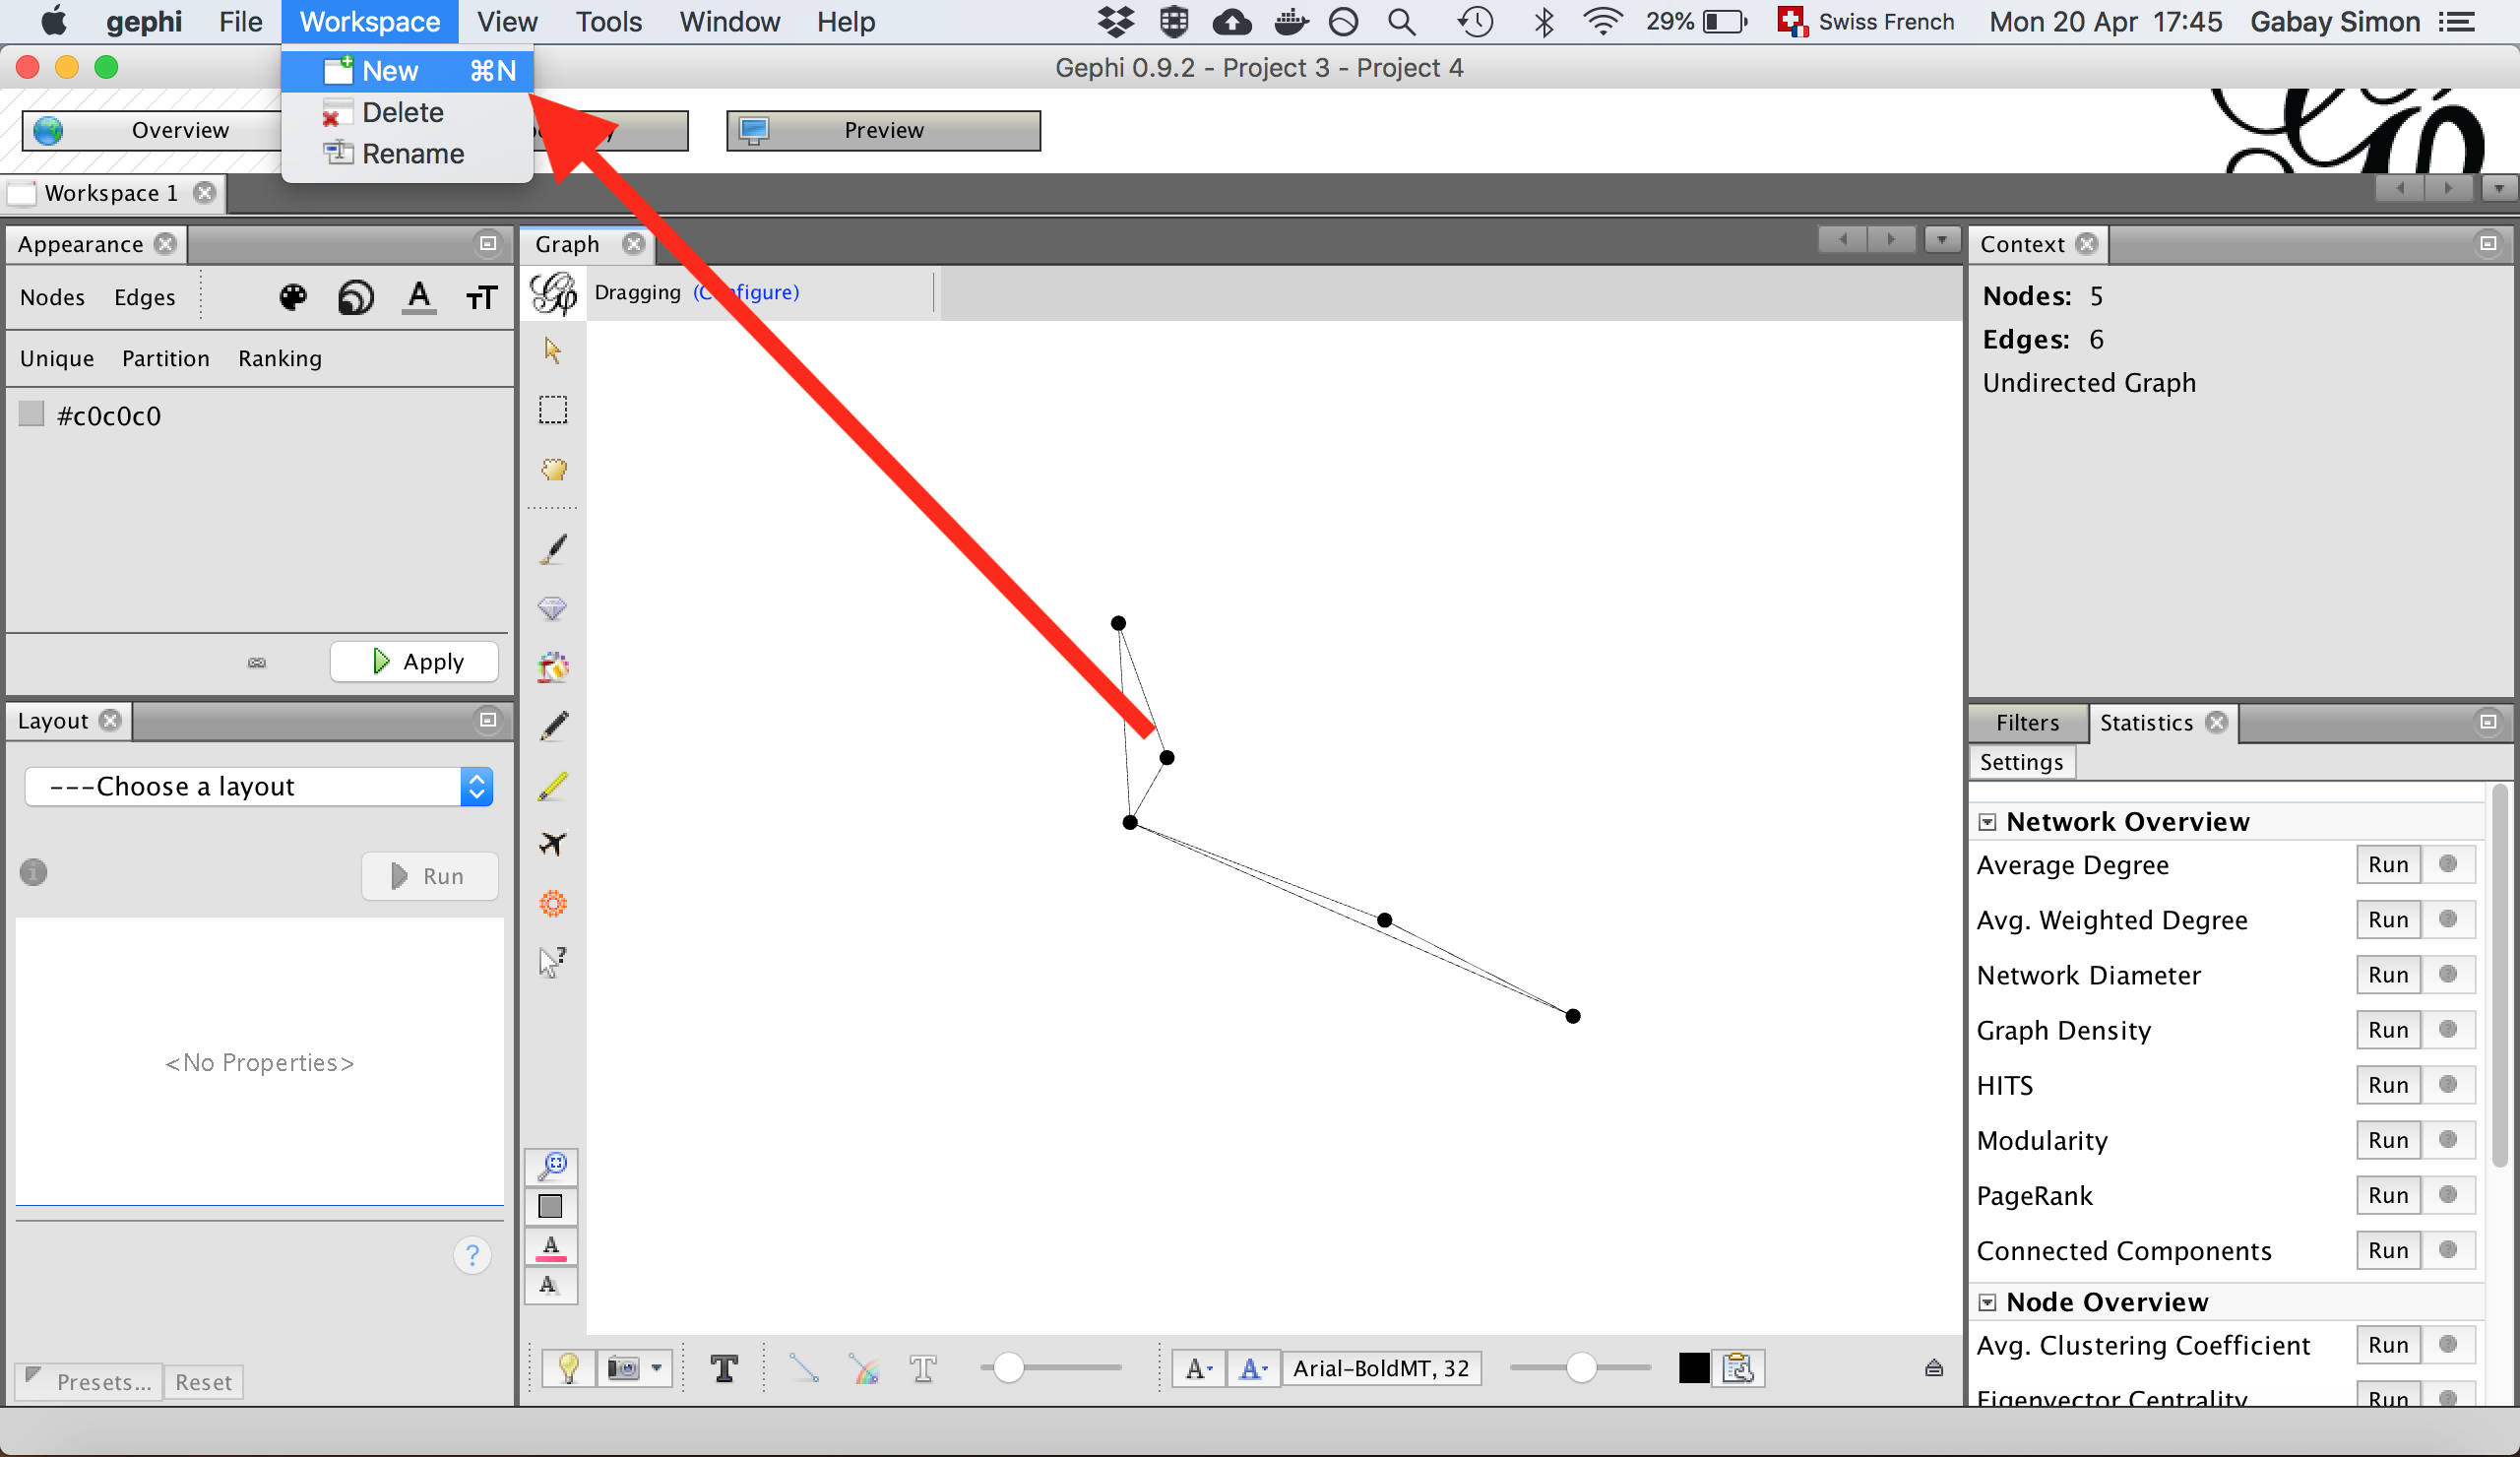 gephi File Workspace View Tools Window Help 29% Swiss French Mon 20 Apr 17:45 Gabay Simon
Gephi 0.9.2 - Project 3 - Project 4
New ⌘N
Delete
Rename
Overview
Preview
Workspace 1
Appearance
Nodes Edges
Unique Partition Ranking
#c0c0c0
Apply
Layout
---Choose a layout
Run
<No Properties>
?
Presets... Reset
Graph
Dragging
Arial-BoldMT, 32
Context
Nodes: 5
Edges: 6
Undirected Graph
Filters Statistics
Settings
Network Overview
Average Degree Run
Avg. Weighted Degree Run
Network Diameter Run
Graph Density Run
HITS Run
Modularity Run
PageRank Run
Connected Components Run
Node Overview
Avg. Clustering Coefficient Run
Eigenvector Centrality Run